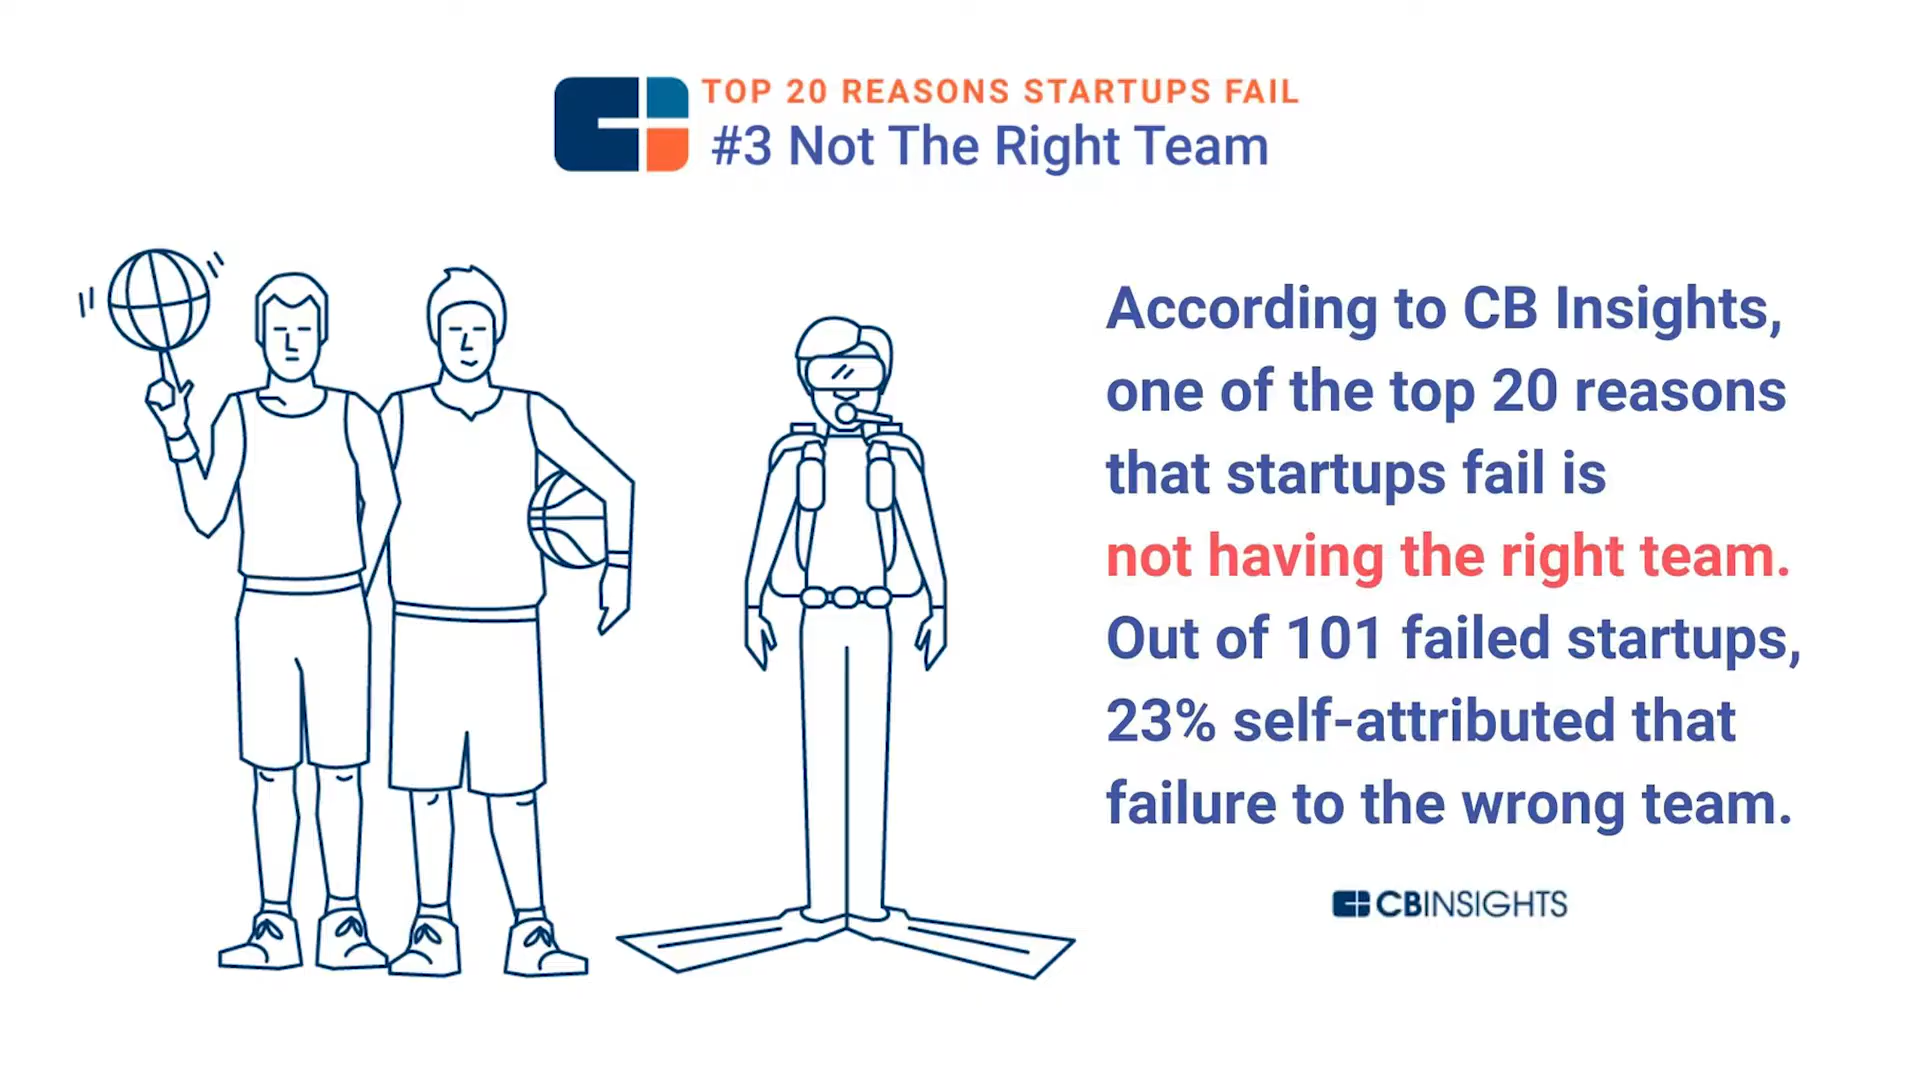 TOP 20 REASONS STARTUPS FAIL
#3 Not The Right Team
According to CB Insights,
one of the top 20 reasons
that startups fail is
not having the right team.
Out of 101 failed startups,
23% self-attributed that
failure to the wrong team.
CBINSIGHTS